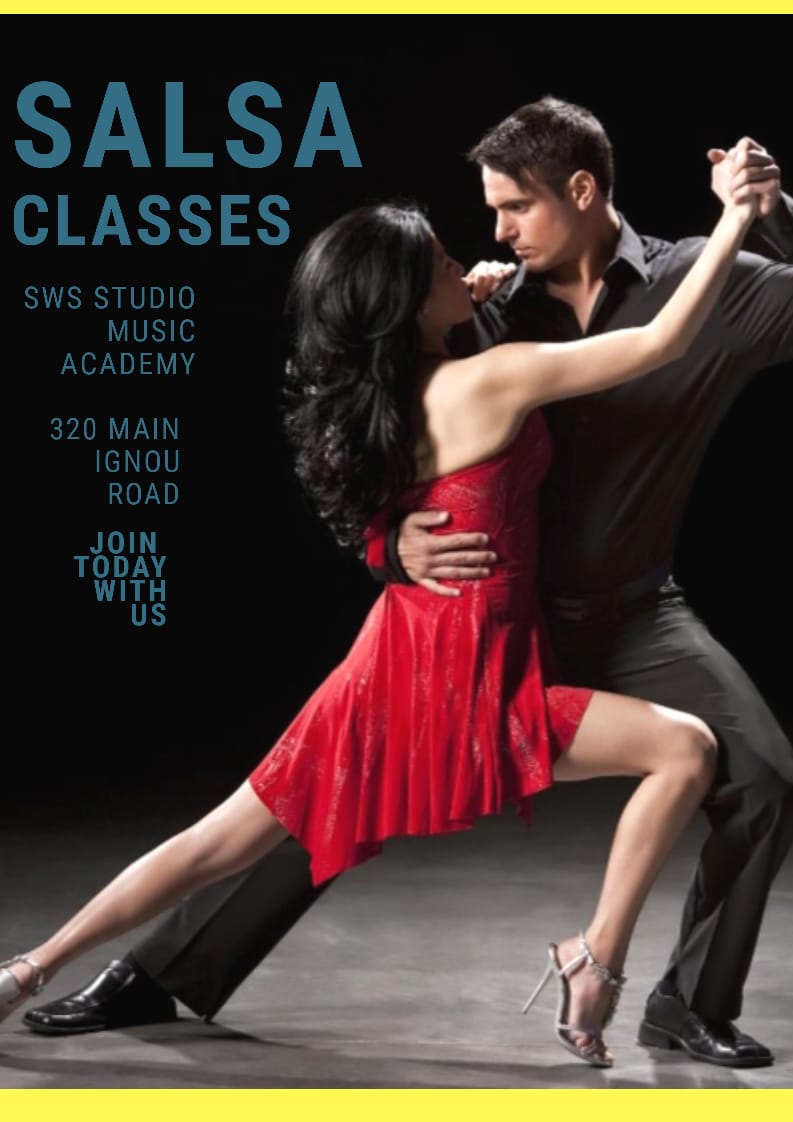 SALSA
CLASSES
SWS STUDIO
MUSIC
ACADEMY
320 MAIN
IGNOU
ROAD
JOIN
TODAY
WITH
US